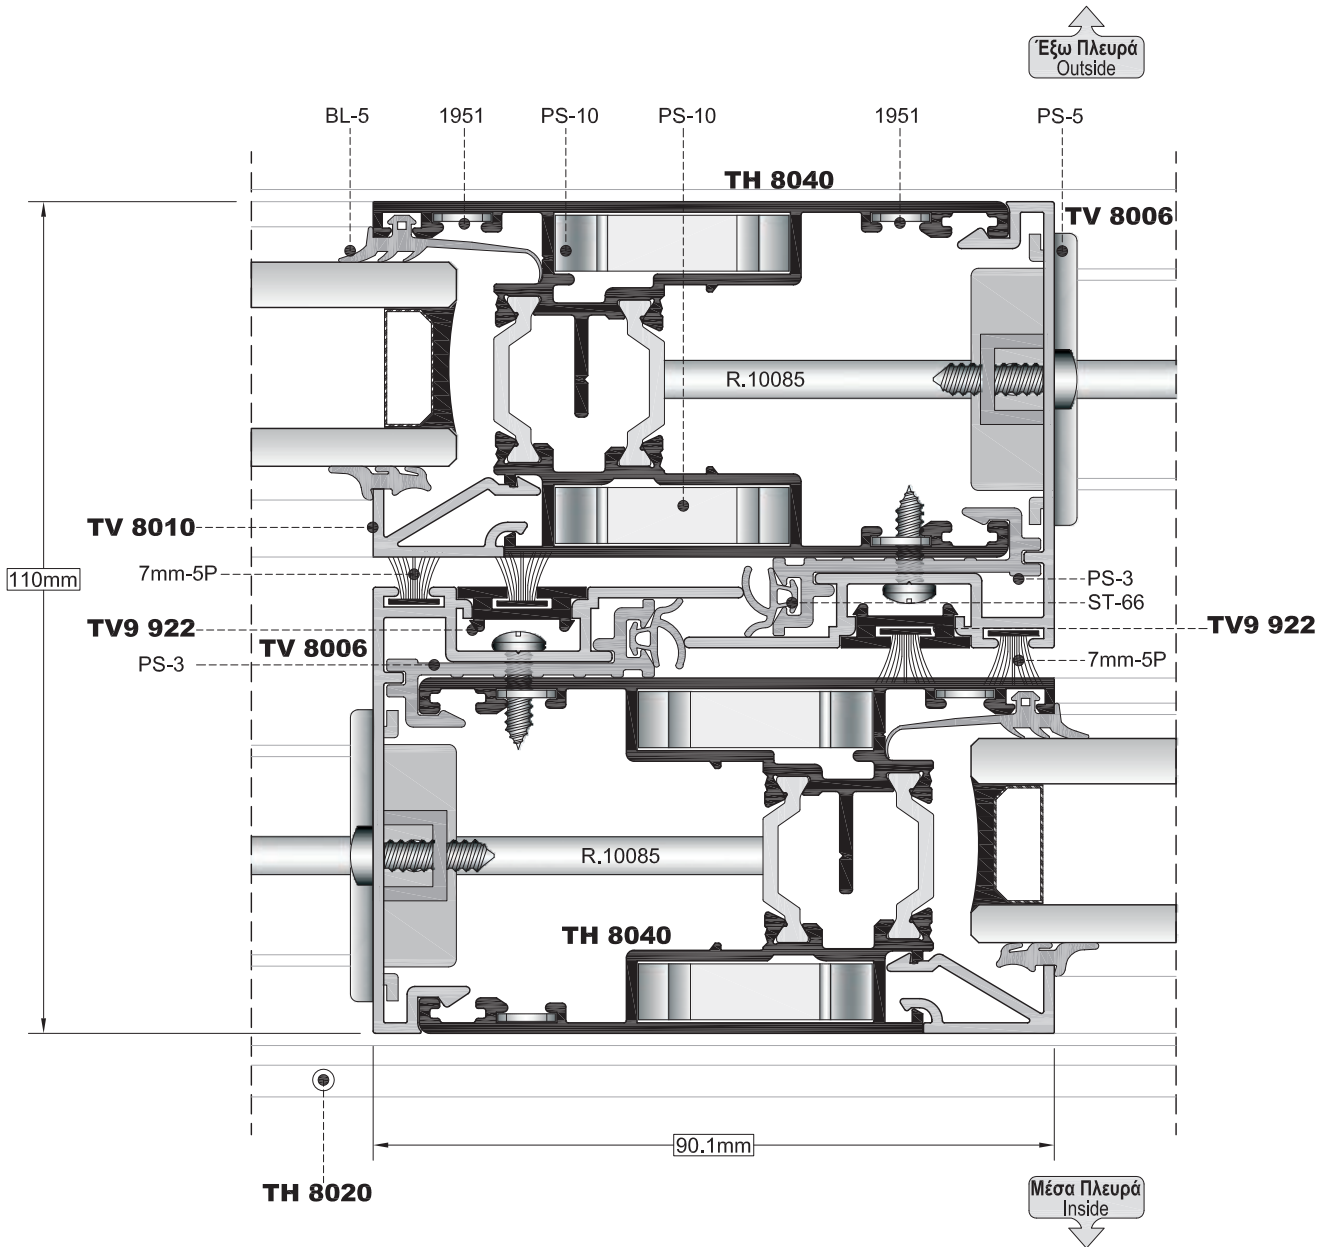 Έξω Πλευρά
Outside
BL-5
1951
PS-10
PS-10
1951
PS-5
TH 8040
TV 8006
R.10085
TV 8010
110mm
7mm-5P
PS-3
ST-66
TV9 922
TV 8006
TV9 922
PS-3
7mm-5P
R.10085
TH 8040
90.1mm
TH 8020
Μέσα Πλευρά
Inside